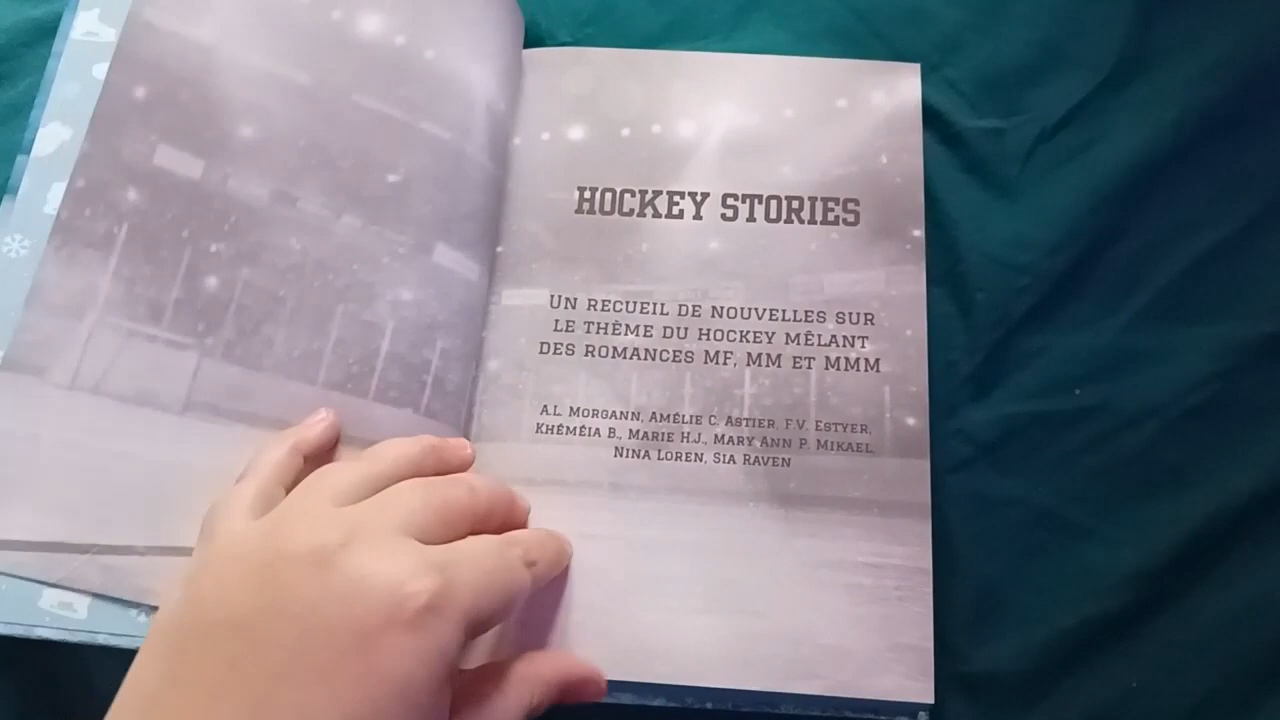 HOCKEY STORIES
UN RECUEIL DE NOUVELLES SUR
LE THÈME DU HOCKEY MÊLANT
DES ROMANCES MF, MM ET MMM
A.L. MORGANN, AMÉLIE C. ASTIER, F.V. ESTYER,
KHÉMÉIA B., MARIE H.J., MARY ANN P. MIKAEL,
NINA LOREN, SIA RAVEN